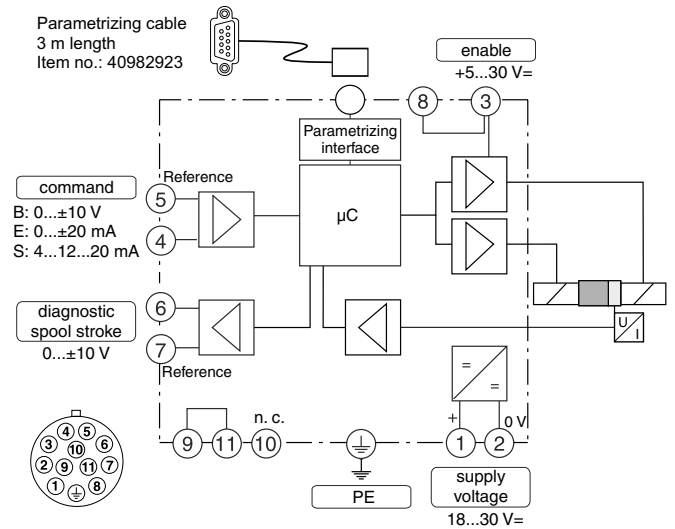 Parametrizing cable
3 m length
Item no.: 40982923
enable
+5...30 V=
8
3
Parametrizing
interface
Reference
command
5
B: 0...±10 V
E: 0...±20 mA
S: 4...12...20 mA
4
µC
diagnostic
spool stroke
0...±10 V
6
7
Reference
U
I
=
=
+
0 V
n. c.
9
11
10
1
2
PE
supply
voltage
18...30 V=
4 5
3 10 6
2 9 11 7
1 8